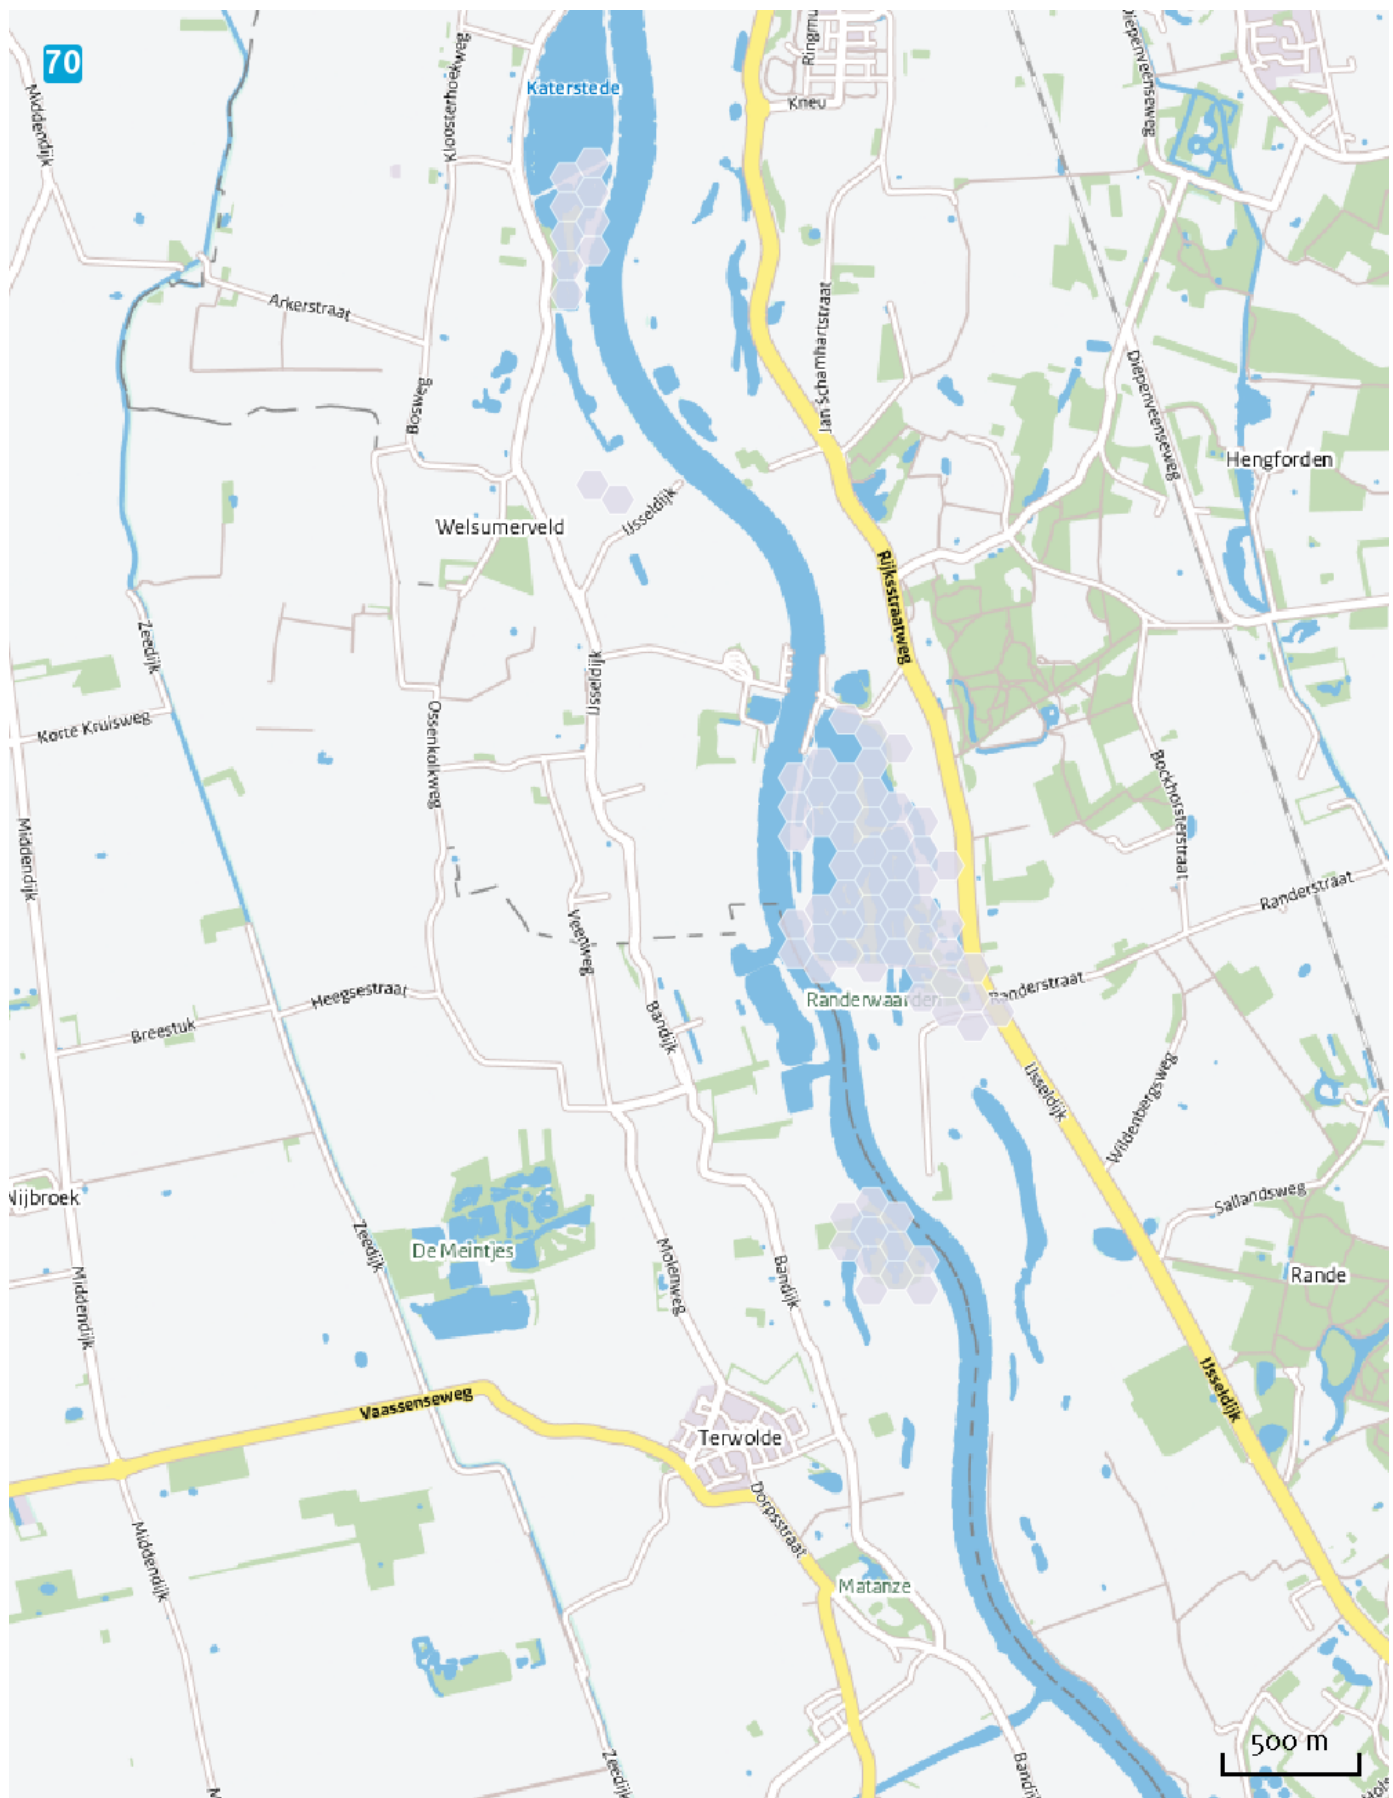 70
Katerstede
Kloosterhoekweg
Kneu
Diepenveenseweg
Middendijk
Arkerstraat
Jan Schamhartstraat
Diepenveenseweg
Bosweg
Hengforden
Welsumerveld
IJsseldijk
Rijksstraatweg
Zeedijk
IJsseldijk
Korte Kruisweg
Ossenkolkweg
Bockhorsterstraat
Middendijk
Randerstraat
Veenweg
Heegsestraat
Randerwaarden
Randerstraat
Breestuk
Bandijk
IJsseldijk
Wildenbergsweg
Nijbroek
Sallandsweg
Zeedijk
De Meintjes
Molenweg
Bandijk
Rande
Middendijk
Vaassenseweg
IJsseldijk
Terwolde
Dorpsstraat
Middendijk
Matanze
500 m
Zeedijk
Bandijk